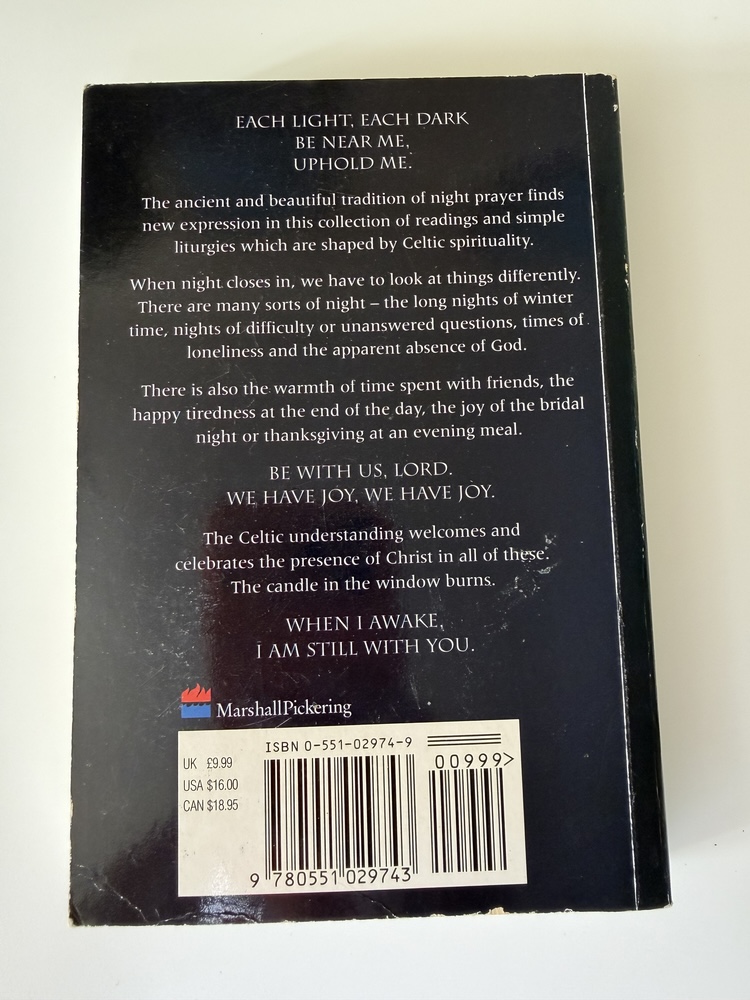 EACH LIGHT, EACH DARK
BE NEAR ME,
UPHOLD ME.
The ancient and beautiful tradition of night prayer finds
new expression in this collection of readings and simple
liturgies which are shaped by Celtic spirituality.
When night closes in, we have to look at things differently.
There are many sorts of night – the long nights of winter
time, nights of difficulty or unanswered questions, times of
loneliness and the apparent absence of God.
There is also the warmth of time spent with friends, the
happy tiredness at the end of the day, the joy of the bridal
night or thanksgiving at an evening meal.
BE WITH US, LORD.
WE HAVE JOY, WE HAVE JOY.
The Celtic understanding welcomes and
celebrates the presence of Christ in all of these.
The candle in the window burns.
WHEN I AWAKE,
I AM STILL WITH YOU.
MarshallPickering
ISBN 0-551-02974-9
UK £9.99
USA $16.00
CAN $18.95
00999>
9 780551 029743